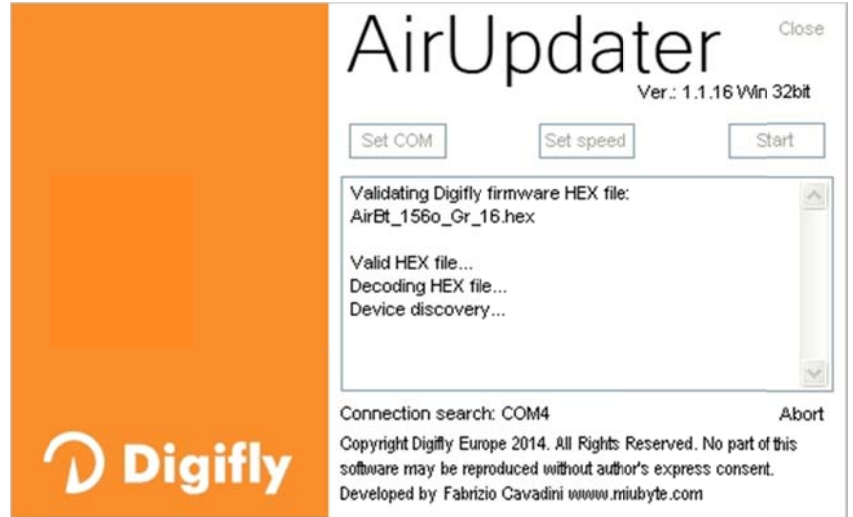 AirUpdater
Close
Ver.: 1.1.16 Win 32bit
Set COM
Set speed
Start
Validating Digifly firmware HEX file:
AirBt_156o_Gr_16.hex
Valid HEX file...
Decoding HEX file...
Device discovery...
Connection search: COM4
Abort
Copyright Digifly Europe 2014. All Rights Reserved. No part of this
software may be reproduced without author's express consent.
Developed by Fabrizio Cavadini www.miubyte.com
Digifly